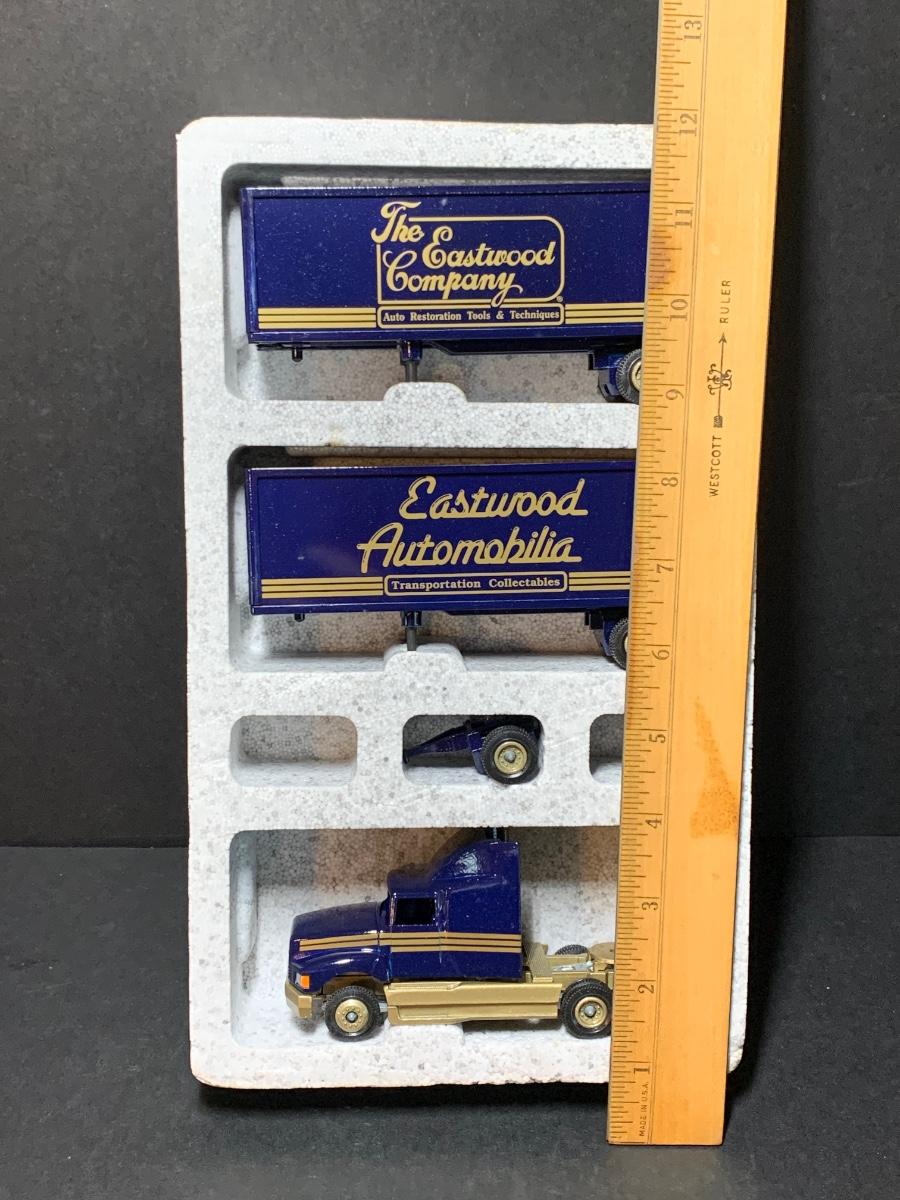 The
Eastwood
Company
®
Auto Restoration Tools & Techniques
Eastwood
Automobilia
Transportation Collectables
13
12
11
10
9
8
7
6
5
4
3
2
1
WESTCOTT RULER
MADE IN U.S.A.